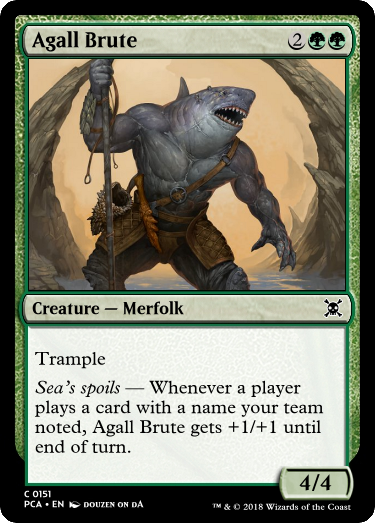 Agall Brute 2
Creature — Merfolk
Trample
Sea's spoils — Whenever a player
plays a card with a name your team
noted, Agall Brute gets +1/+1 until
end of turn.
4/4
C 0151
PCA • EN DOUZEN ON DÅ
™ & © 2018 Wizards of the Coast